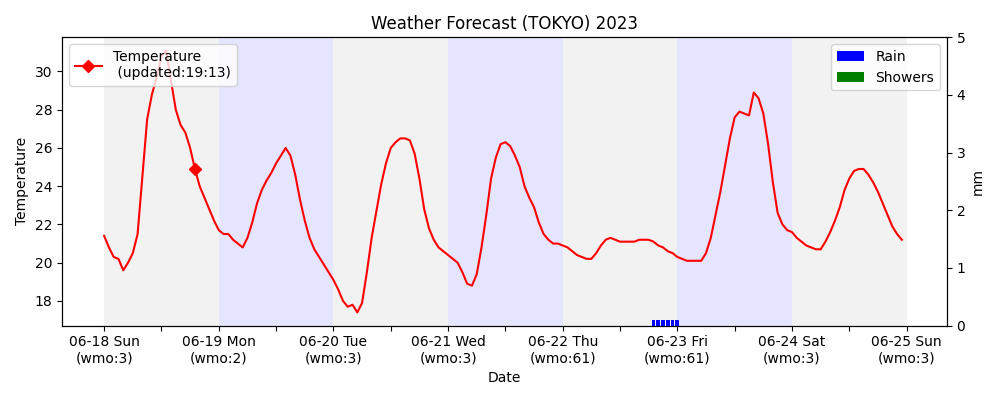 Weather Forecast (TOKYO) 2023
Temperature
(updated:19:13)
Rain
Showers
30
28
26
24
22
20
18
Temperature
5
4
3
2
1
0
mm
06-18 Sun
(wmo:3)
06-19 Mon
(wmo:2)
06-20 Tue
(wmo:3)
06-21 Wed
(wmo:3)
06-22 Thu
(wmo:61)
06-23 Fri
(wmo:61)
06-24 Sat
(wmo:3)
06-25 Sun
(wmo:3)
Date